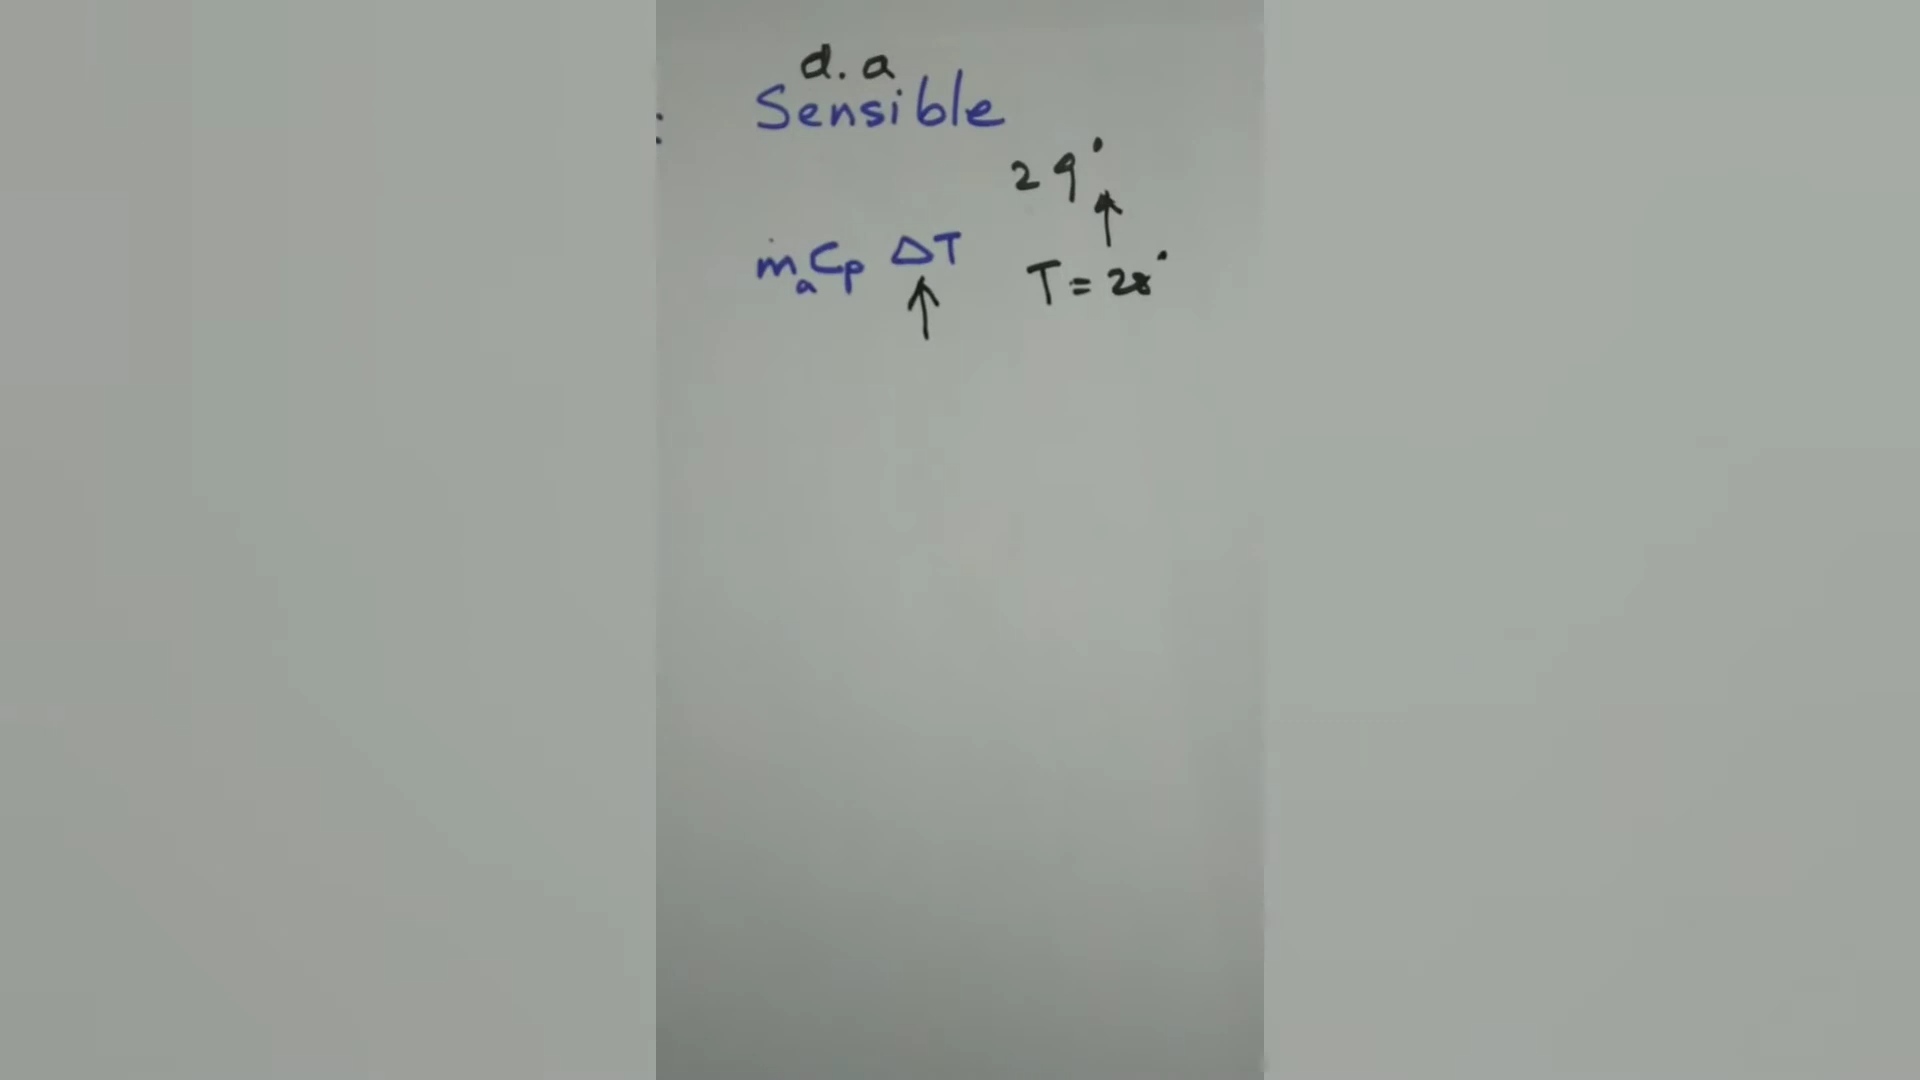 d. a
Sensible
29°
ṁₐCp ΔT
T = 28°